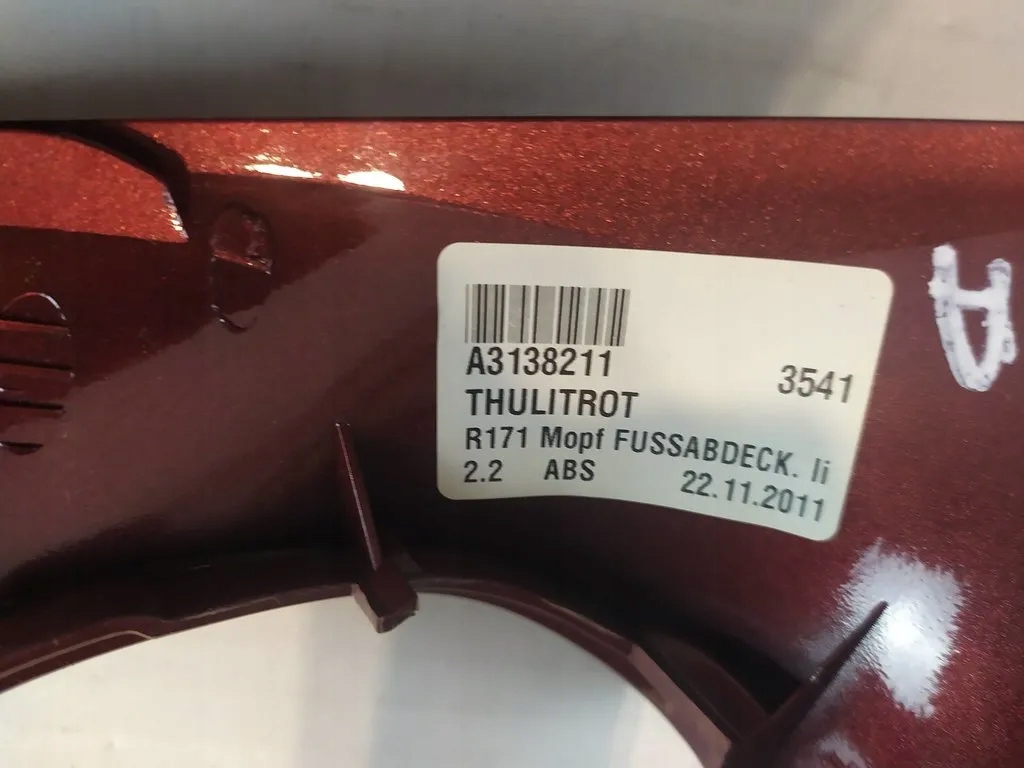 A3138211 3541
THULITROT
R171 Mopf FUSSABDECK. li
2.2 ABS 22.11.2011
A